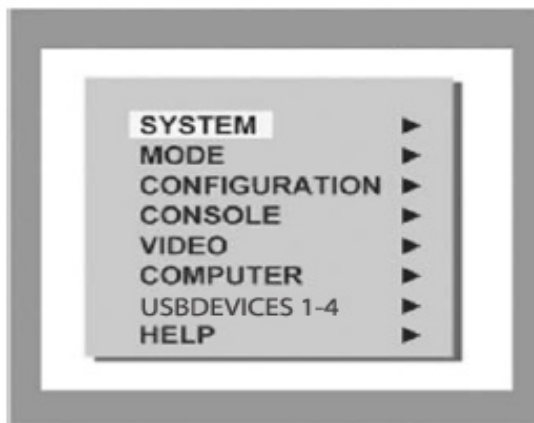 SYSTEM
MODE
CONFIGURATION
CONSOLE
VIDEO
COMPUTER
USBDEVICES 1-4
HELP